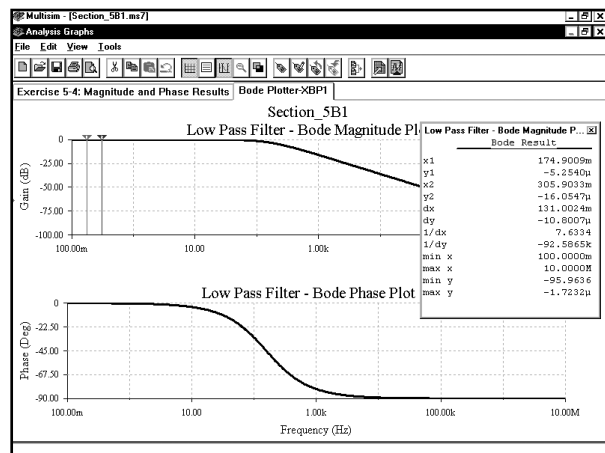 Multisim - [Section_5B1.ms7]
Analysis Graphs
File Edit View Tools
Exercise 5-4: Magnitude and Phase Results
Bode Plotter-XBP1
Section_5B1
Low Pass Filter - Bode Magnitude Plo
Gain (dB)
0
-25.00
-50.00
-75.00
-100.00
100.00m
10.00
1.00k
Low Pass Filter - Bode Magnitude P...
Bode Result
x1 174.9009m
y1 -5.2540µ
x2 305.9033m
y2 -16.0547µ
dx 131.0024m
dy -10.8007µ
1/dx 7.6334
1/dy -92.5865k
min x 100.0000m
max x 10.0000M
min y -95.9636
max y -1.7232µ
Low Pass Filter - Bode Phase Plot
Phase (Deg)
0
-22.50
-45.00
-67.50
-90.00
100.00m
10.00
1.00k
100.00k
10.00M
Frequency (Hz)